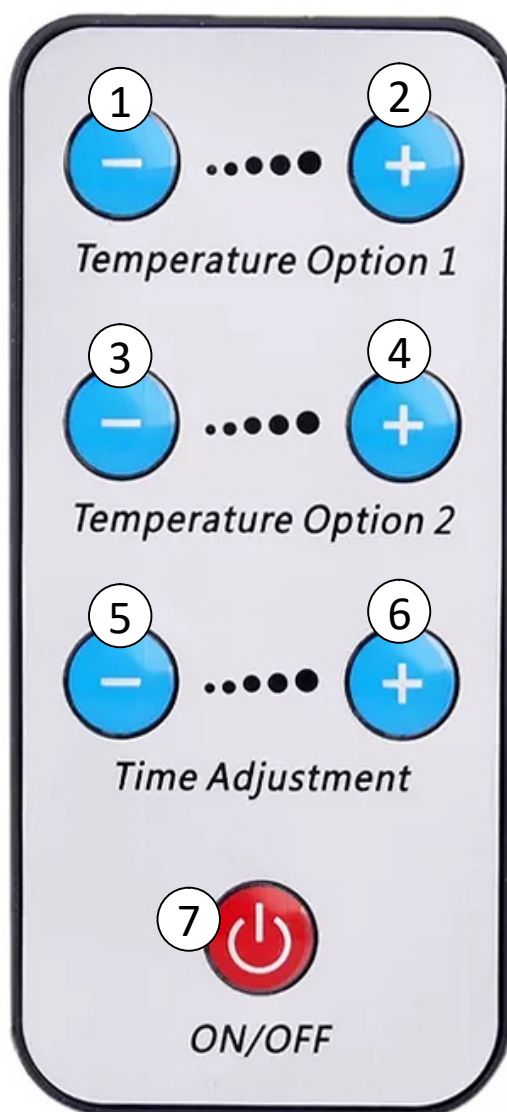 1 2
− +
Temperature Option 1
3 4
− +
Temperature Option 2
5 6
− +
Time Adjustment
7
ON/OFF